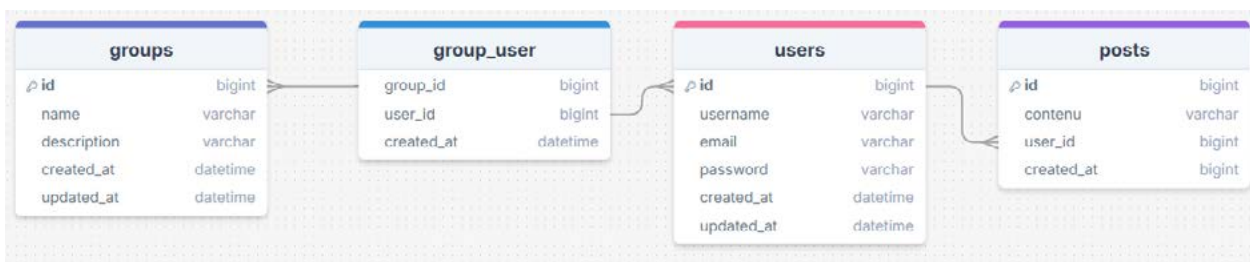 groups
id bigint
name varchar
description varchar
created_at datetime
updated_at datetime
group_user
group_id bigint
user_id bigint
created_at datetime
users
id bigint
username varchar
email varchar
password varchar
created_at datetime
updated_at datetime
posts
id bigint
contenu varchar
user_id bigint
created_at bigint